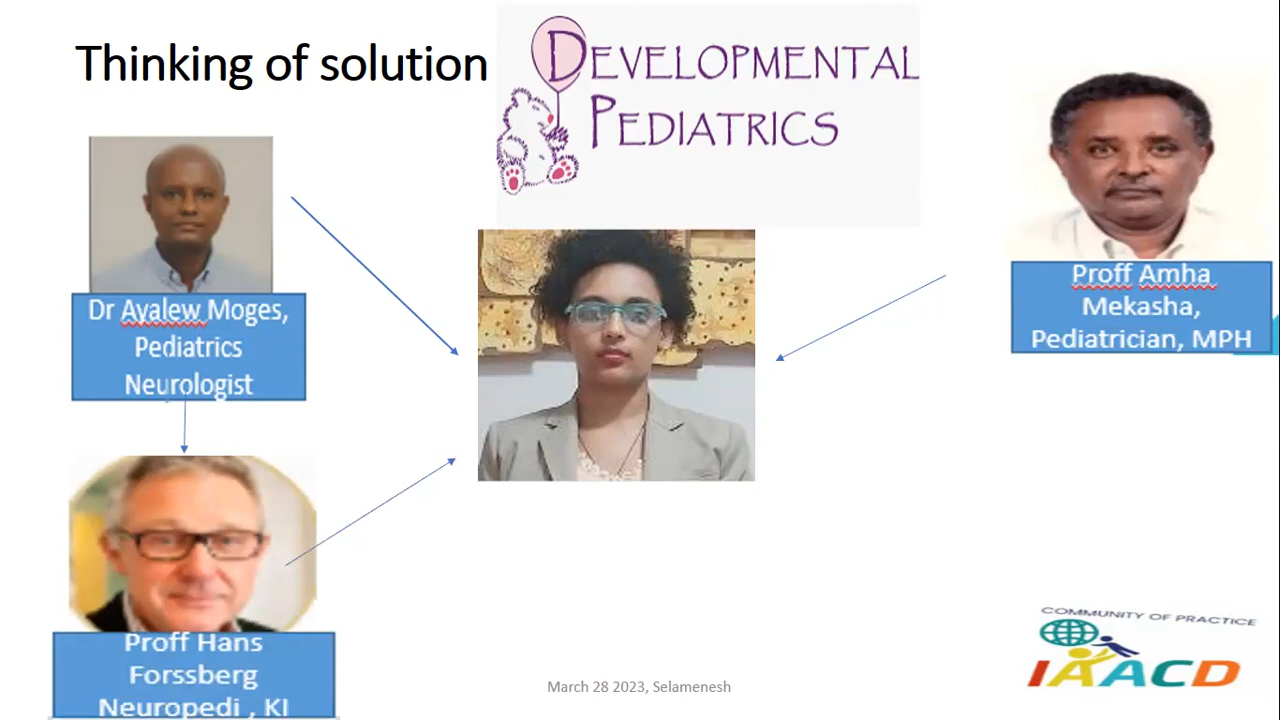 Thinking of solution
DEVELOPMENTAL
PEDIATRICS
Dr Ayalew Moges,
Pediatrics
Neurologist
Proff Amha
Mekasha,
Pediatrician, MPH
Proff Hans
Forssberg
Neuropedi , KI
March 28 2023, Selamenesh
COMMUNITY OF PRACTICE
IAACD